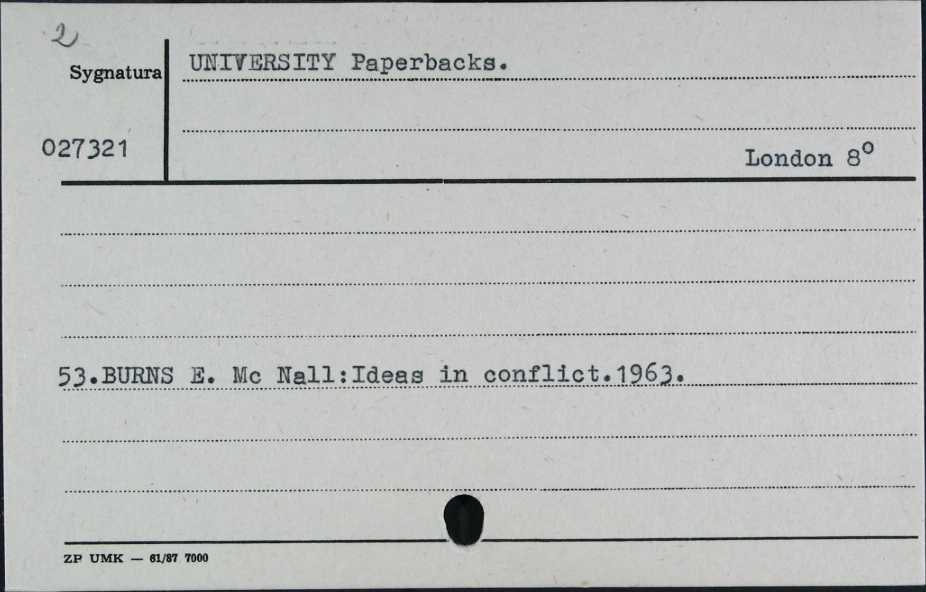 2
Sygnatura
UNIVERSITY Paperbacks.
027321
London 8°
53.BURNS E. Mc Nall:Ideas in conflict.1963.
ZP UMK — 61/87 7000